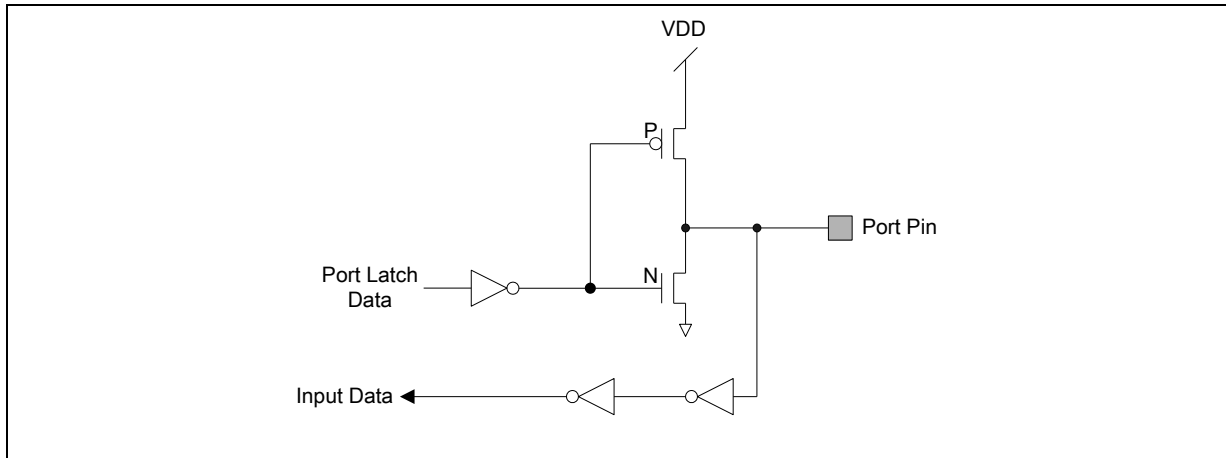 VDD
P
Port Pin
N
Port Latch
Data
Input Data